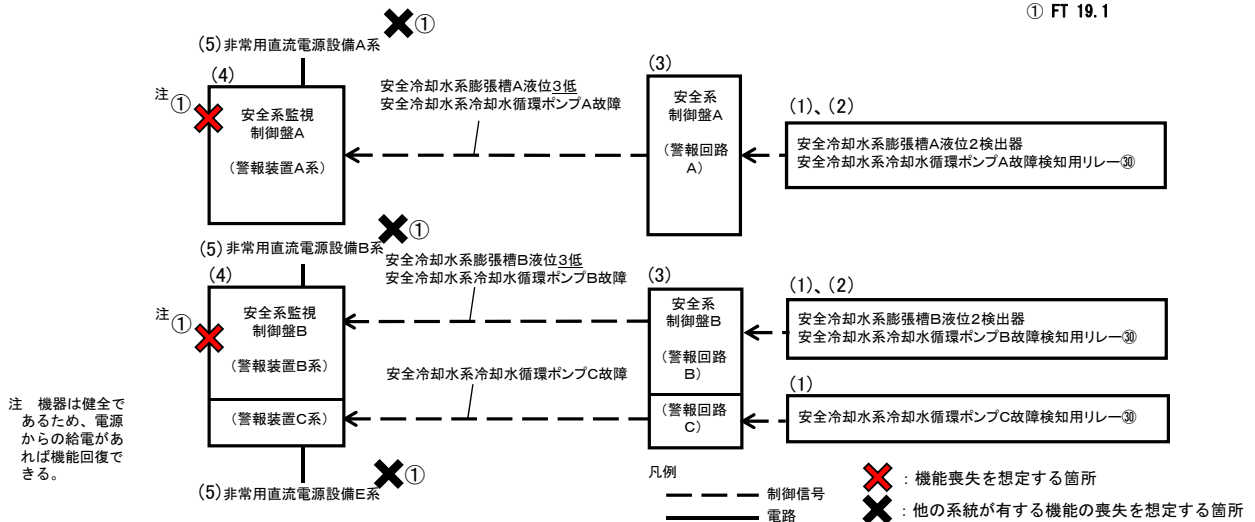 ① FT 19.1
(5)非常用直流電源設備A系
①
(4)
注①
安全系監視
制御盤A
(警報装置A系)
安全冷却水系膨張槽A液位3低
安全冷却水系冷却水循環ポンプA故障
(3)
安全系
制御盤A
(警報回路
A)
(1)、(2)
安全冷却水系膨張槽A液位2検出器
安全冷却水系冷却水循環ポンプA故障検知用リレー㉚
(5)非常用直流電源設備B系
①
(4)
注①
安全系監視
制御盤B
(警報装置B系)
(警報装置C系)
安全冷却水系膨張槽B液位3低
安全冷却水系冷却水循環ポンプB故障
安全冷却水系冷却水循環ポンプC故障
(3)
安全系
制御盤B
(警報回路
B)
(警報回路
C)
(1)、(2)
安全冷却水系膨張槽B液位2検出器
安全冷却水系冷却水循環ポンプB故障検知用リレー㉚
(1)
安全冷却水系冷却水循環ポンプC故障検知用リレー㉚
(5)非常用直流電源設備E系
①
注 機器は健全で
あるため、電源
からの給電があ
れば機能回復で
きる。
凡例
制御信号
電路
:機能喪失を想定する箇所
:他の系統が有する機能の喪失を想定する箇所